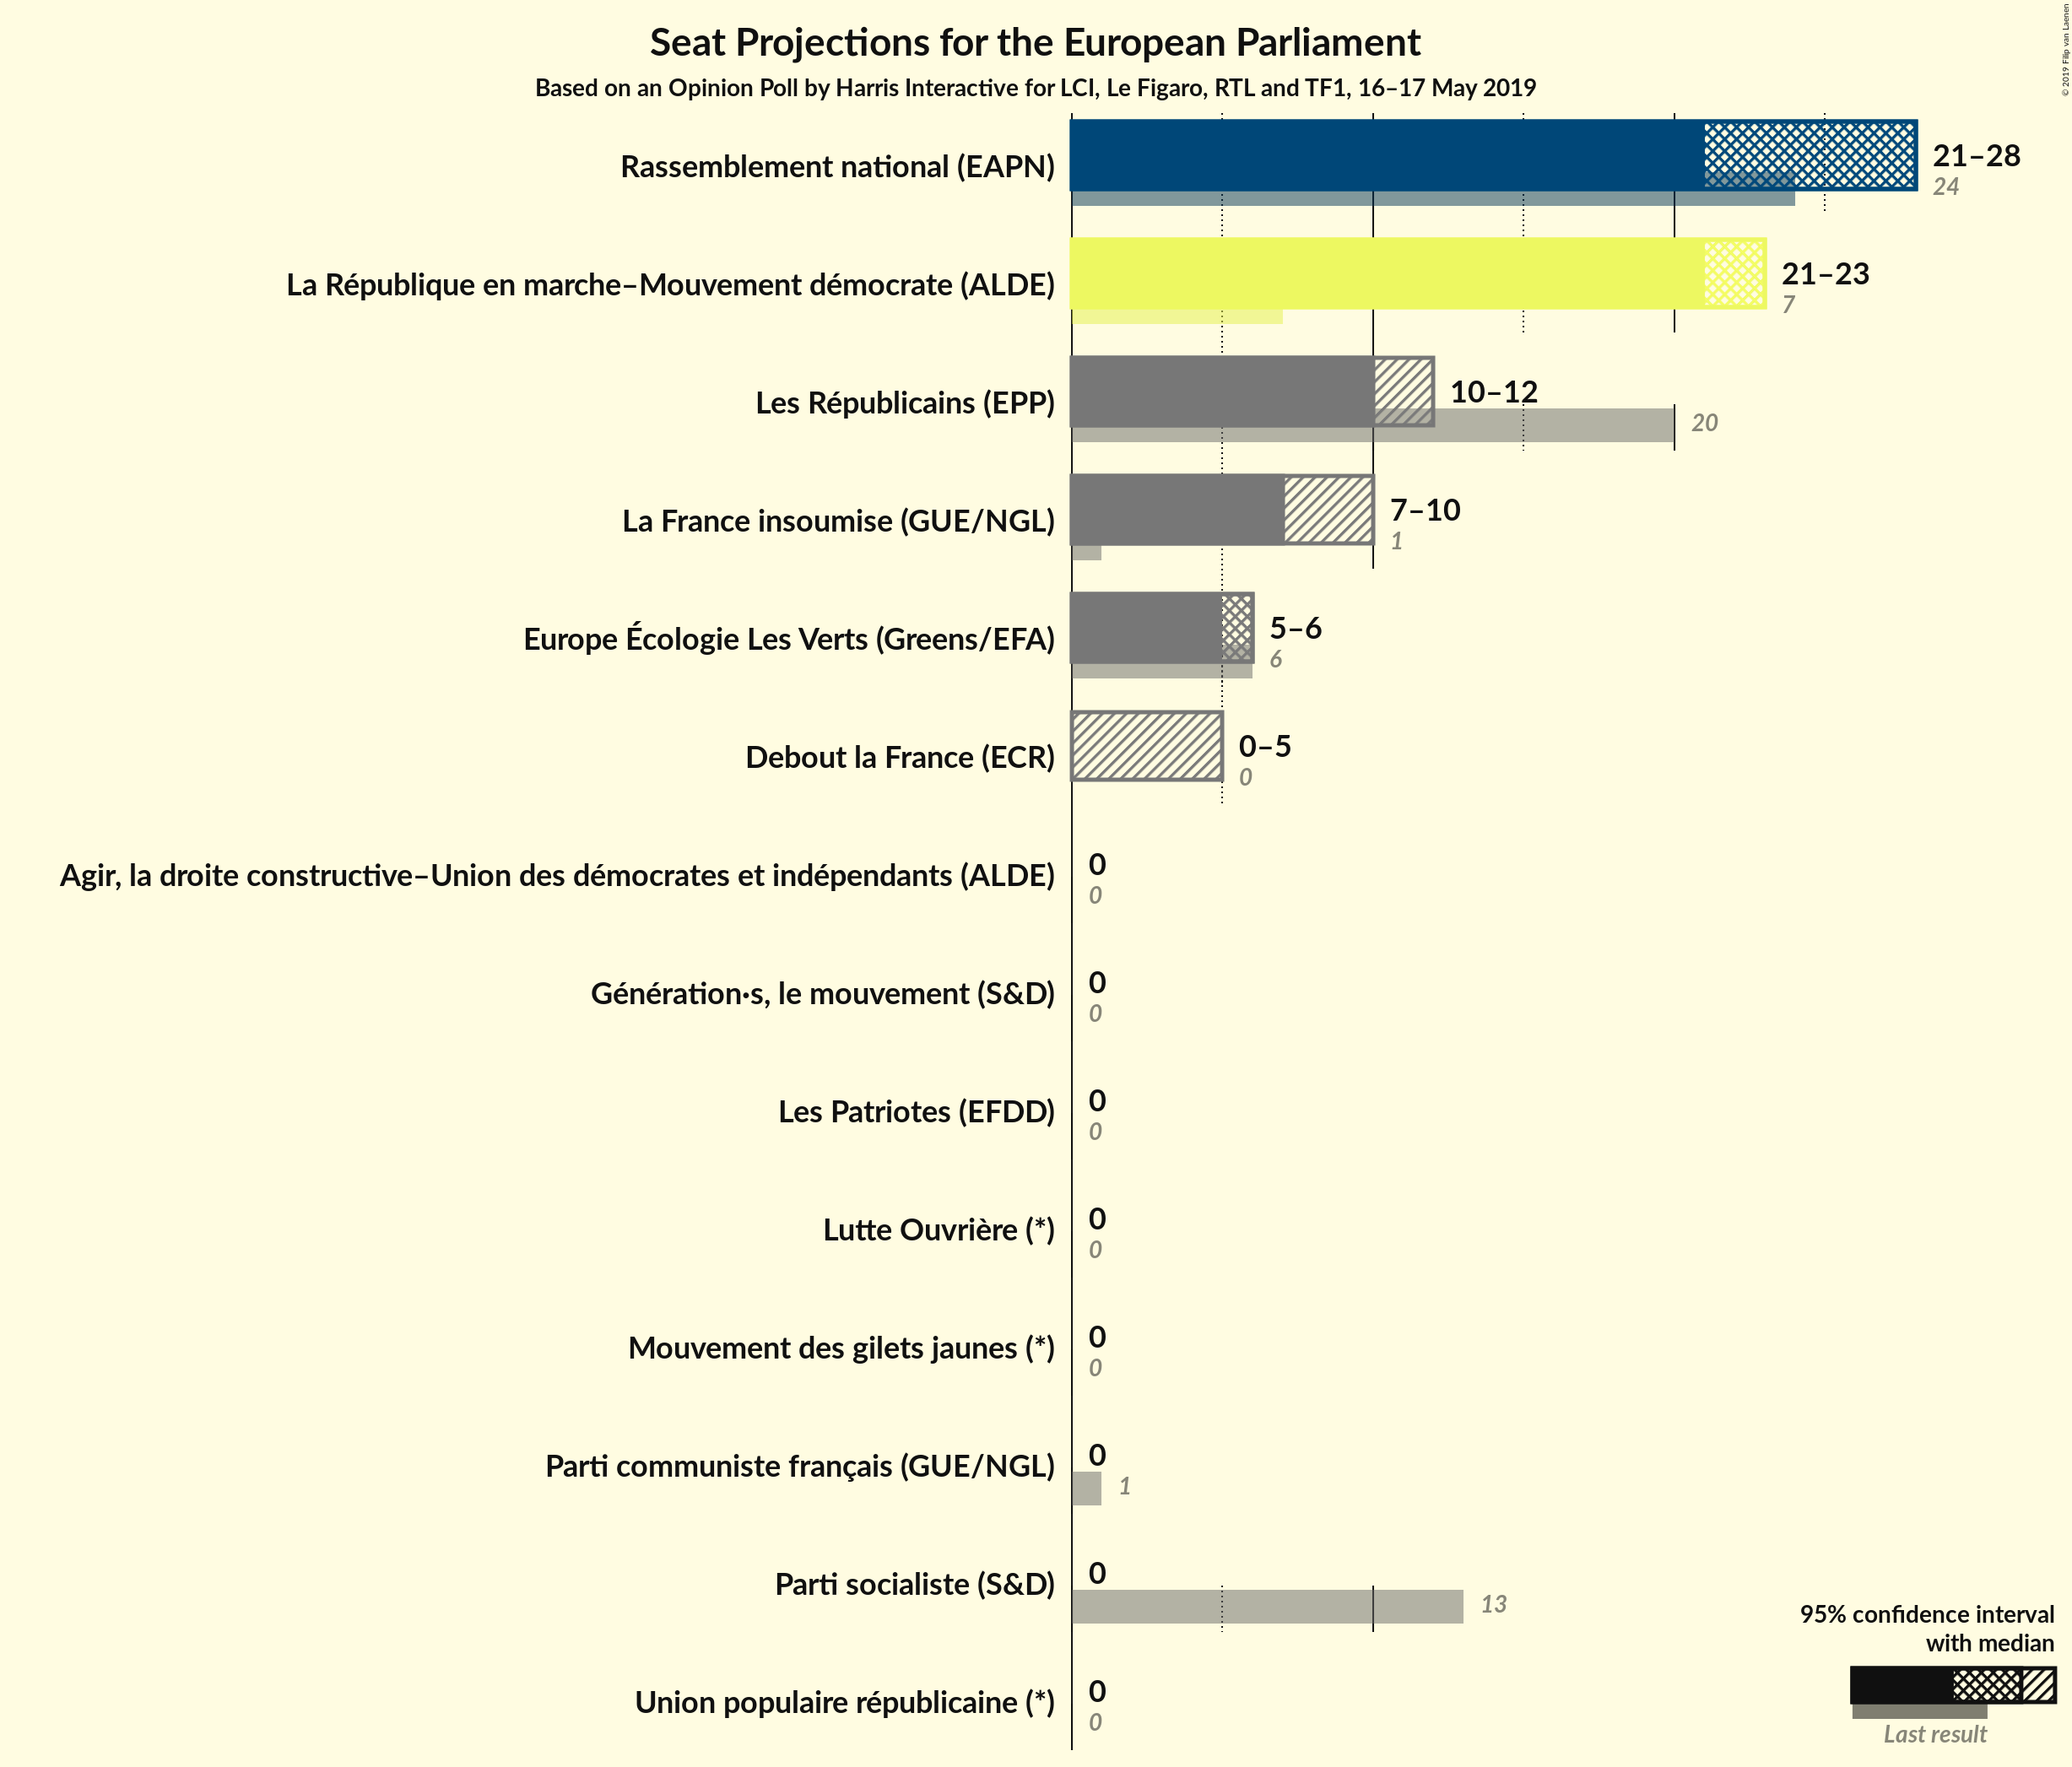 Seat Projections for the European Parliament
Based on an Opinion Poll by Harris Interactive for LCI, Le Figaro, RTL and TF1, 16–17 May 2019
© 2019 Filip van Laenen
Rassemblement national (EAPN)
21–28
24
La République en marche–Mouvement démocrate (ALDE)
21–23
7
Les Républicains (EPP)
10–12
20
La France insoumise (GUE/NGL)
7–10
1
Europe Écologie Les Verts (Greens/EFA)
5–6
6
Debout la France (ECR)
0–5
0
Agir, la droite constructive–Union des démocrates et indépendants (ALDE)
0
0
Génération·s, le mouvement (S&D)
0
0
Les Patriotes (EFDD)
0
0
Lutte Ouvrière (*)
0
0
Mouvement des gilets jaunes (*)
0
0
Parti communiste français (GUE/NGL)
0
1
Parti socialiste (S&D)
0
13
Union populaire républicaine (*)
0
0
95% confidence interval
with median
Last result